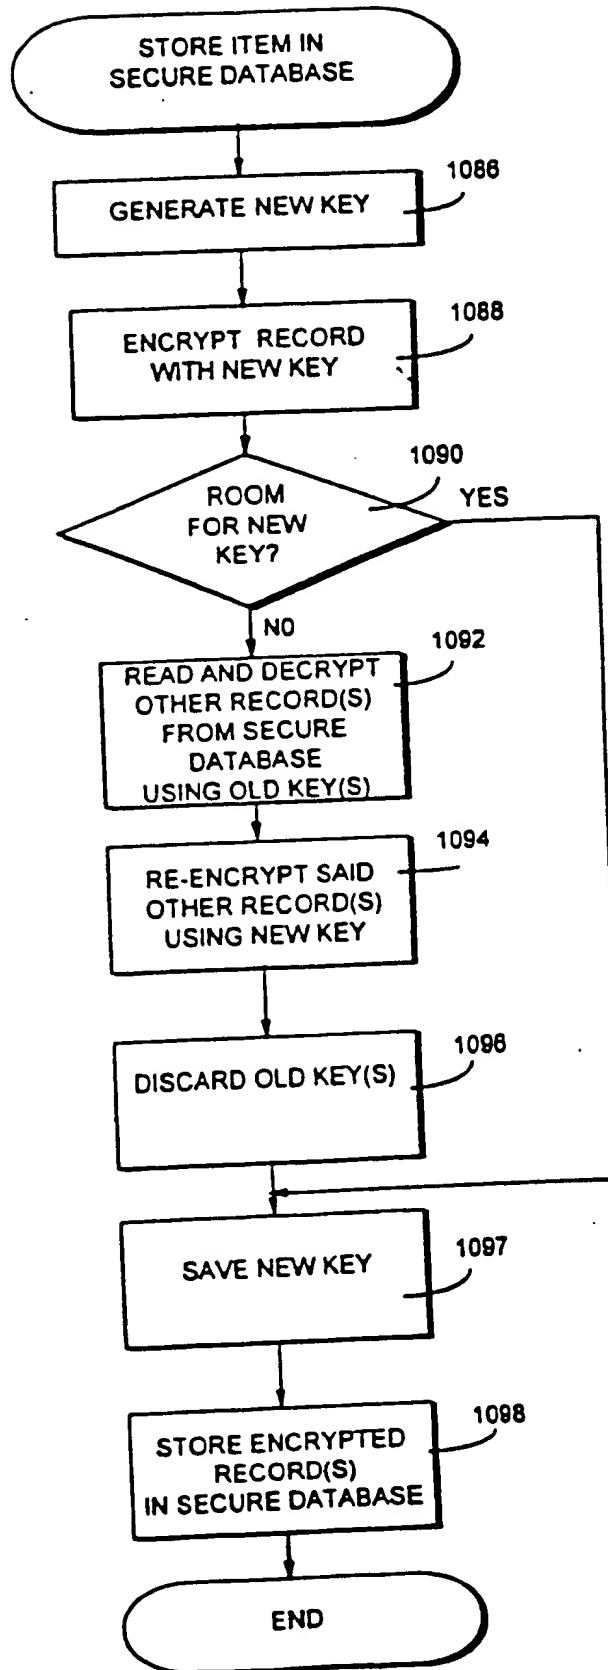 STORE ITEM IN
SECURE DATABASE
1086
GENERATE NEW KEY
1088
ENCRYPT RECORD
WITH NEW KEY
1090
YES
ROOM
FOR NEW
KEY?
NO
1092
READ AND DECRYPT
OTHER RECORD(S)
FROM SECURE
DATABASE
USING OLD KEY(S)
1094
RE-ENCRYPT SAID
OTHER RECORD(S)
USING NEW KEY
1096
DISCARD OLD KEY(S)
1097
SAVE NEW KEY
1098
STORE ENCRYPTED
RECORD(S)
IN SECURE DATABASE
END